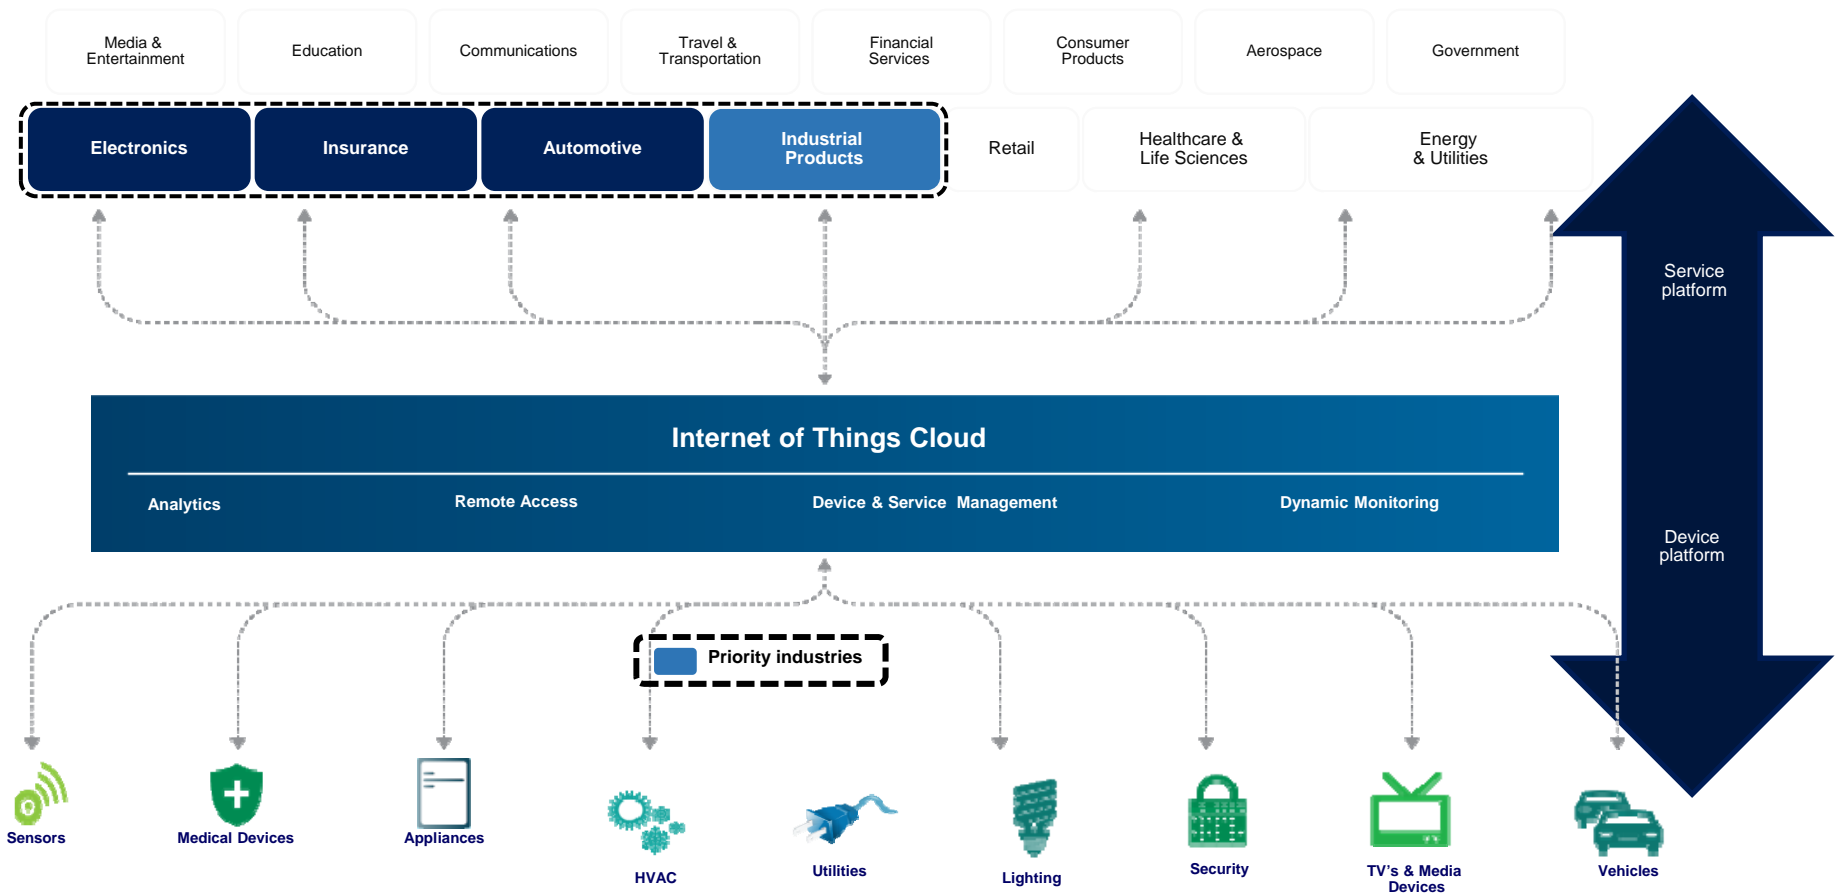 Media &
Entertainment
Education
Communications
Travel &
Transportation
Financial
Services
Consumer
Products
Aerospace
Government
Electronics
Insurance
Automotive
Industrial
Products
Retail
Healthcare &
Life Sciences
Energy
& Utilities
Service
platform
Internet of Things Cloud
Analytics
Remote Access
Device & Service Management
Dynamic Monitoring
Device
platform
Priority industries
Sensors
Medical Devices
Appliances
HVAC
Utilities
Lighting
Security
TV’s & Media
Devices
Vehicles